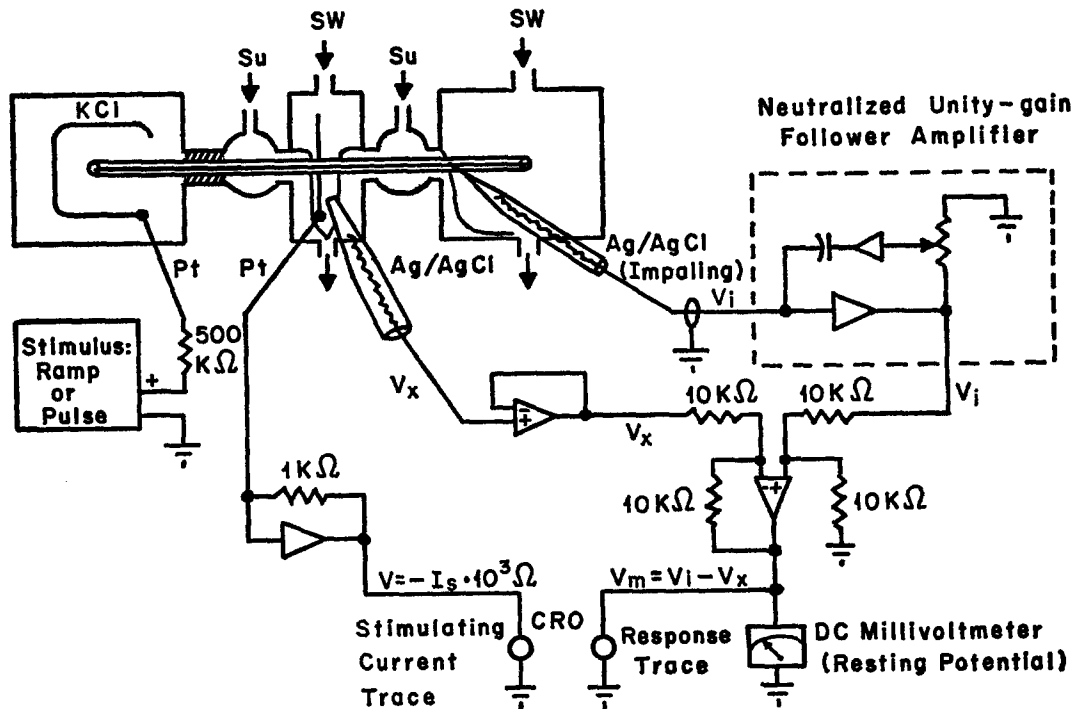 SW
SW
Su
Su
KCl
Neutralized Unity-gain
Follower Amplifier
Pt
Pt
Ag/AgCl
Ag/AgCl
(Impaling)
Vi
500
KΩ
Stimulus:
Ramp
or
Pulse
+
Vx
- +
Vx
10KΩ
10KΩ
Vi
1KΩ
10KΩ
-+
10KΩ
V=-Is·10³Ω
Vm=Vi-Vx
CRO
Stimulating
Current
Trace
Response
Trace
DC Millivoltmeter
(Resting Potential)